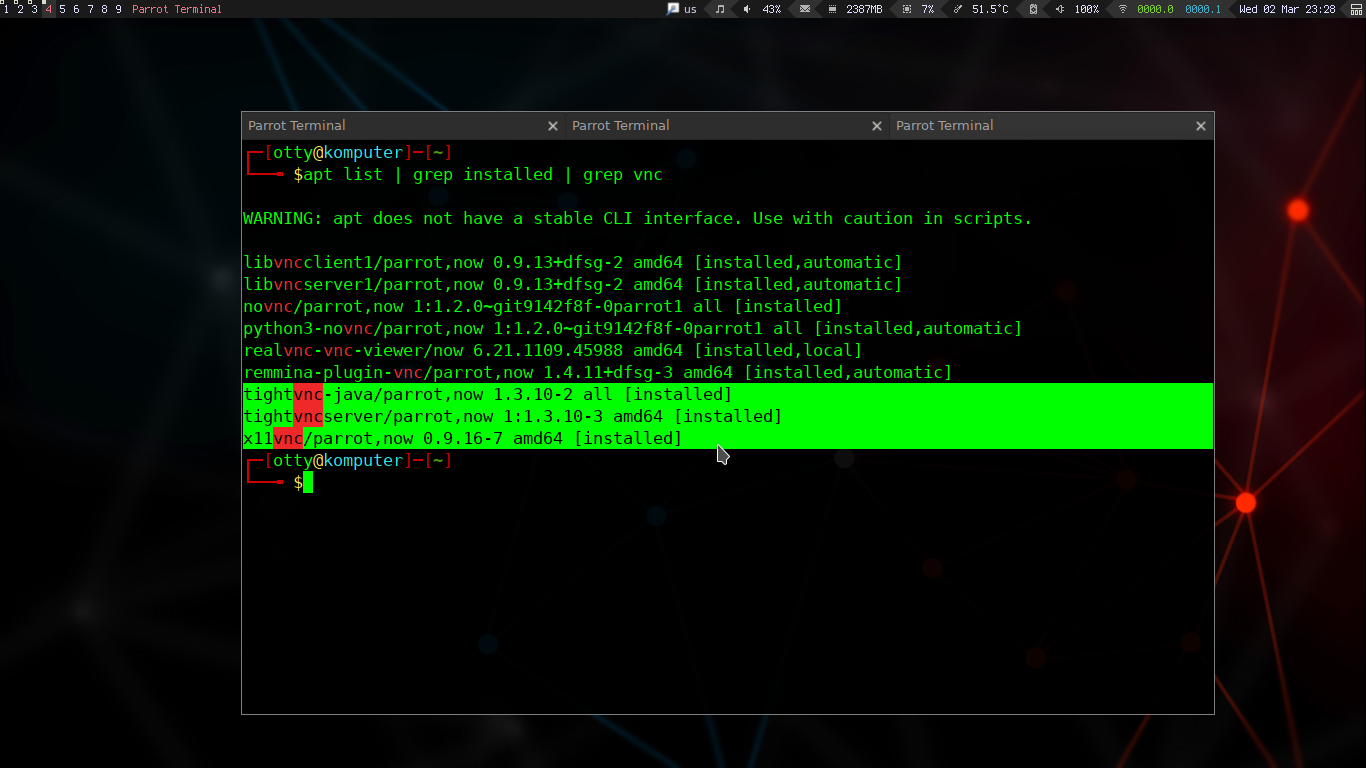 1 2 3 4 5 6 7 8 9 Parrot Terminal us 43% 2387MB 7% 51.5°C 100% 0000.0 0000.1 Wed 02 Mar 23:28
Parrot Terminal Parrot Terminal Parrot Terminal
[otty@komputer]─[~]
$apt list | grep installed | grep vnc
WARNING: apt does not have a stable CLI interface. Use with caution in scripts.
libvncclient1/parrot,now 0.9.13+dfsg-2 amd64 [installed,automatic]
libvncserver1/parrot,now 0.9.13+dfsg-2 amd64 [installed,automatic]
novnc/parrot,now 1:1.2.0~git9142f8f-0parrot1 all [installed]
python3-novnc/parrot,now 1:1.2.0~git9142f8f-0parrot1 all [installed,automatic]
realvnc-vnc-viewer/now 6.21.1109.45988 amd64 [installed,local]
remmina-plugin-vnc/parrot,now 1.4.11+dfsg-3 amd64 [installed,automatic]
tightvnc-java/parrot,now 1.3.10-2 all [installed]
tightvncserver/parrot,now 1:1.3.10-3 amd64 [installed]
x11vnc/parrot,now 0.9.16-7 amd64 [installed]
[otty@komputer]─[~]
$